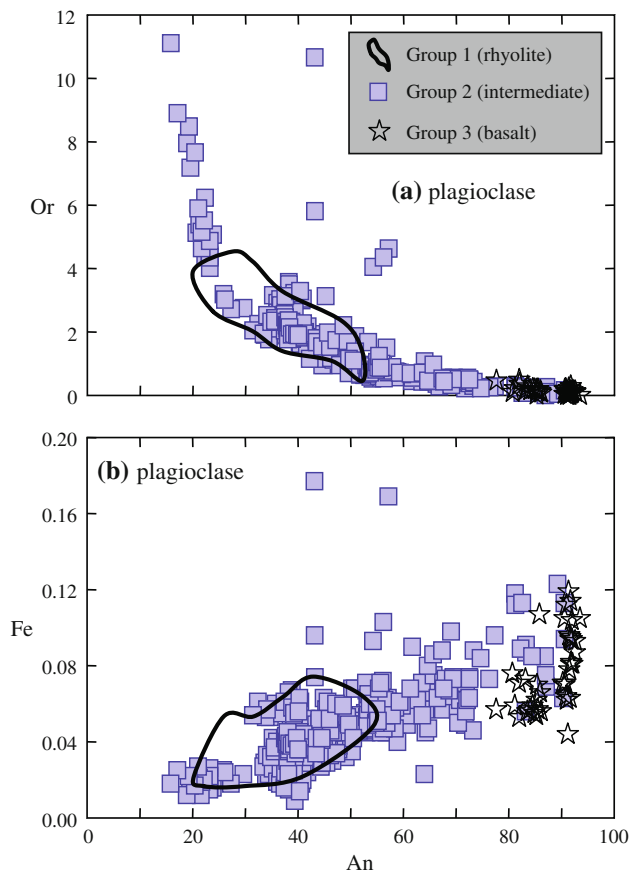 12
10
8
Or 6
4
2
0
Group 1 (rhyolite)
Group 2 (intermediate)
Group 3 (basalt)
(a) plagioclase
0.20
0.16
0.12
Fe
0.08
0.04
0.00
(b) plagioclase
0 20 40 60 80 100
An